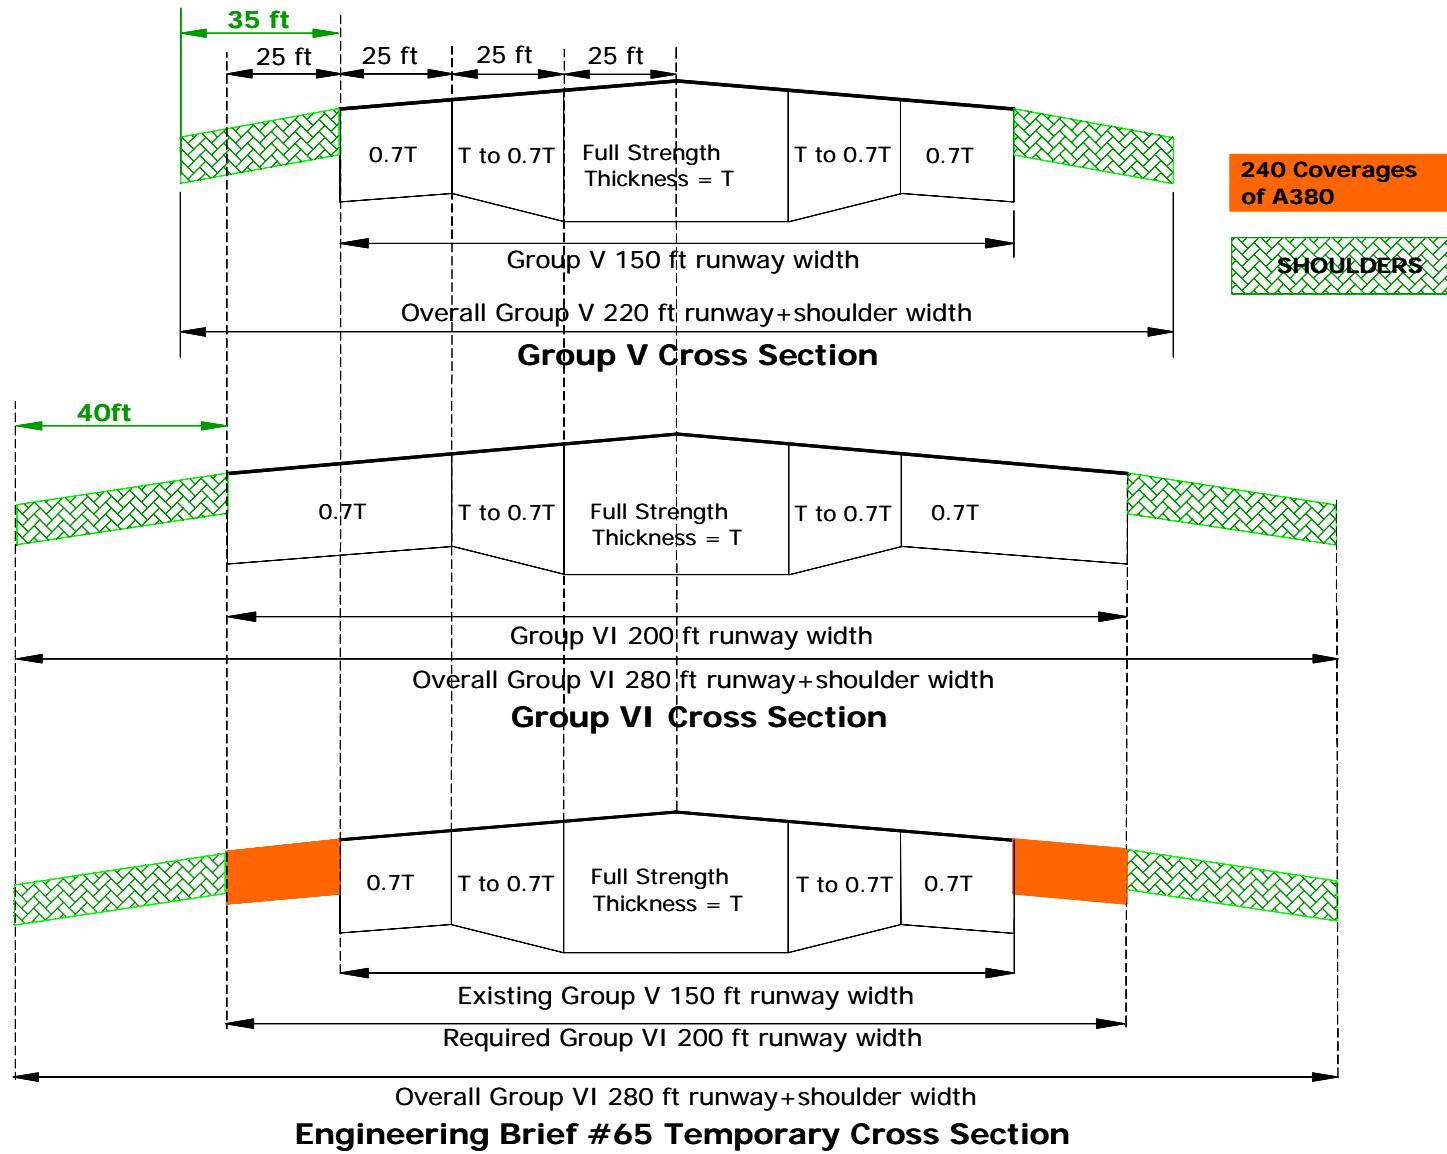 35 ft
25 ft 25 ft 25 ft 25 ft
0.7T T to 0.7T Full Strength T to 0.7T 0.7T
Thickness = T
240 Coverages
of A380
SHOULDERS
Group V 150 ft runway width
Overall Group V 220 ft runway+shoulder width
Group V Cross Section
40ft
0.7T T to 0.7T Full Strength T to 0.7T 0.7T
Thickness = T
Group VI 200 ft runway width
Overall Group VI 280 ft runway+shoulder width
Group VI Cross Section
0.7T T to 0.7T Full Strength T to 0.7T 0.7T
Thickness = T
Existing Group V 150 ft runway width
Required Group VI 200 ft runway width
Overall Group VI 280 ft runway+shoulder width
Engineering Brief #65 Temporary Cross Section